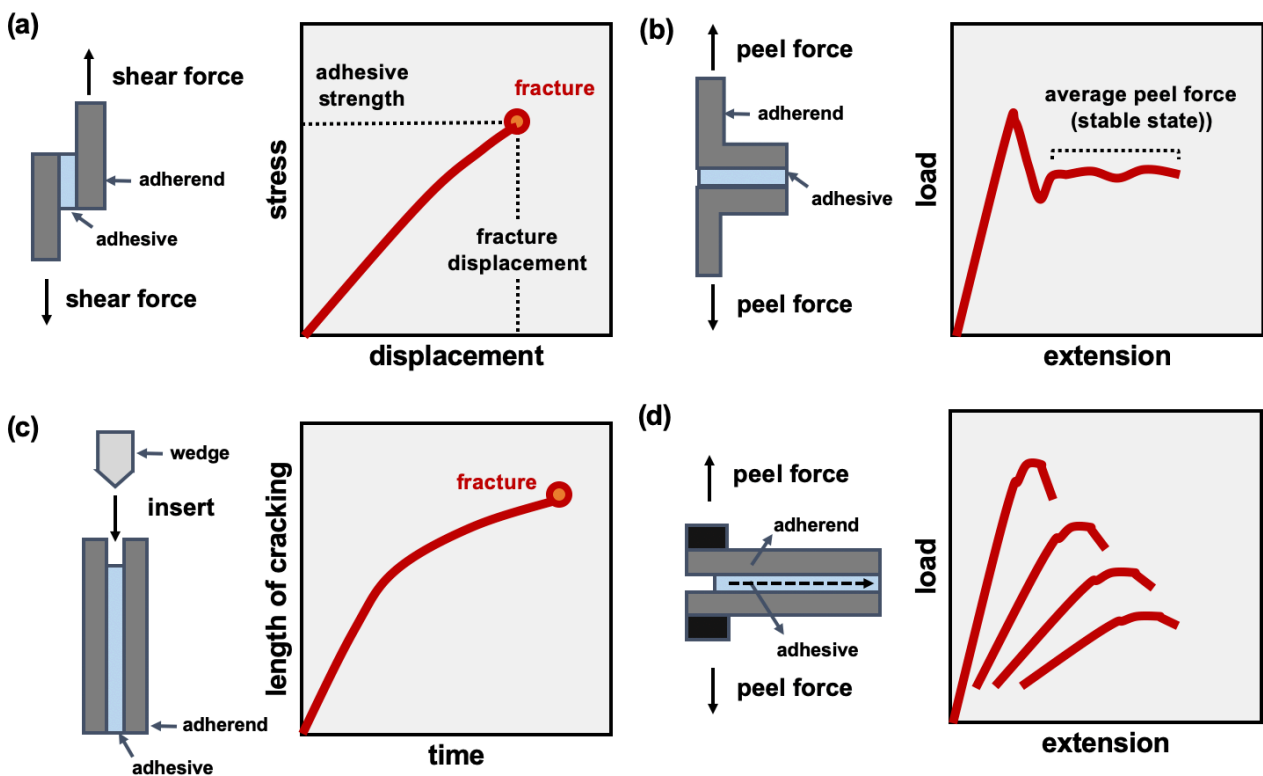 (a)
shear force
adherend
adhesive
shear force
stress
adhesive
strength
fracture
fracture
displacement
displacement
(b)
peel force
adherend
adhesive
peel force
load
average peel force
(stable state))
extension
(c)
wedge
insert
adherend
adhesive
length of cracking
fracture
time
(d)
peel force
adherend
adhesive
peel force
load
extension